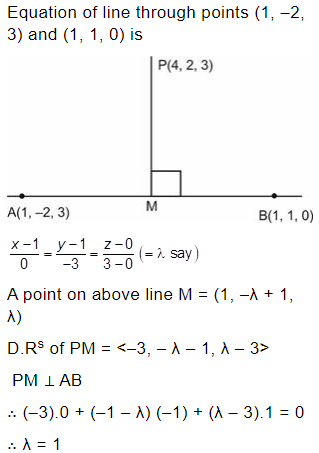 Equation of line through points (1, –2,
3) and (1, 1, 0) is
P(4, 2, 3)
A(1, –2, 3)
M
B(1, 1, 0)
x – 1 / 0 = y – 1 / –3 = z – 0 / 3 – 0 (= λ say)
A point on above line M = (1, –λ + 1,
λ)
D.Rˢ of PM = <–3, – λ – 1, λ – 3>
PM ⊥ AB
∴ (–3).0 + (–1 – λ) (–1) + (λ – 3).1 = 0
∴ λ = 1